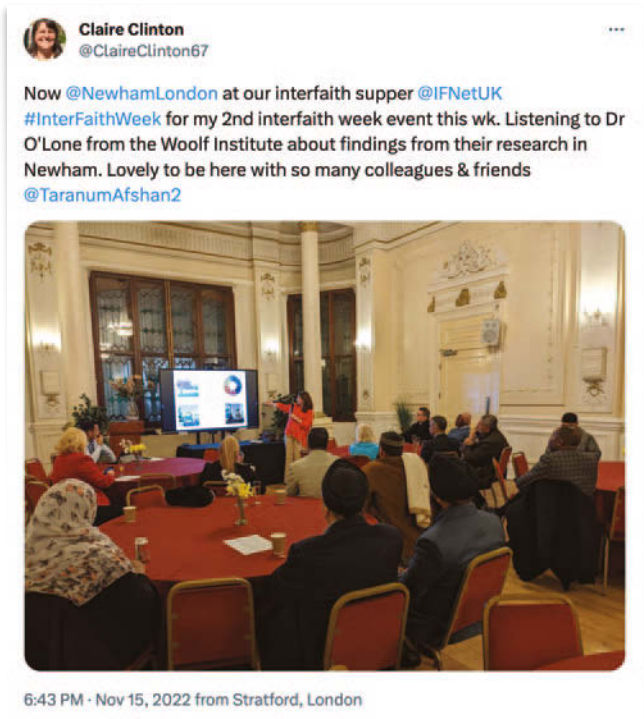 Claire Clinton
@ClaireClinton67
Now @NewhamLondon at our interfaith supper @IFNetUK
#InterFaithWeek for my 2nd interfaith week event this wk. Listening to Dr
O'Lone from the Woolf Institute about findings from their research in
Newham. Lovely to be here with so many colleagues & friends
@TaranumAfshan2
6:43 PM · Nov 15, 2022 from Stratford, London